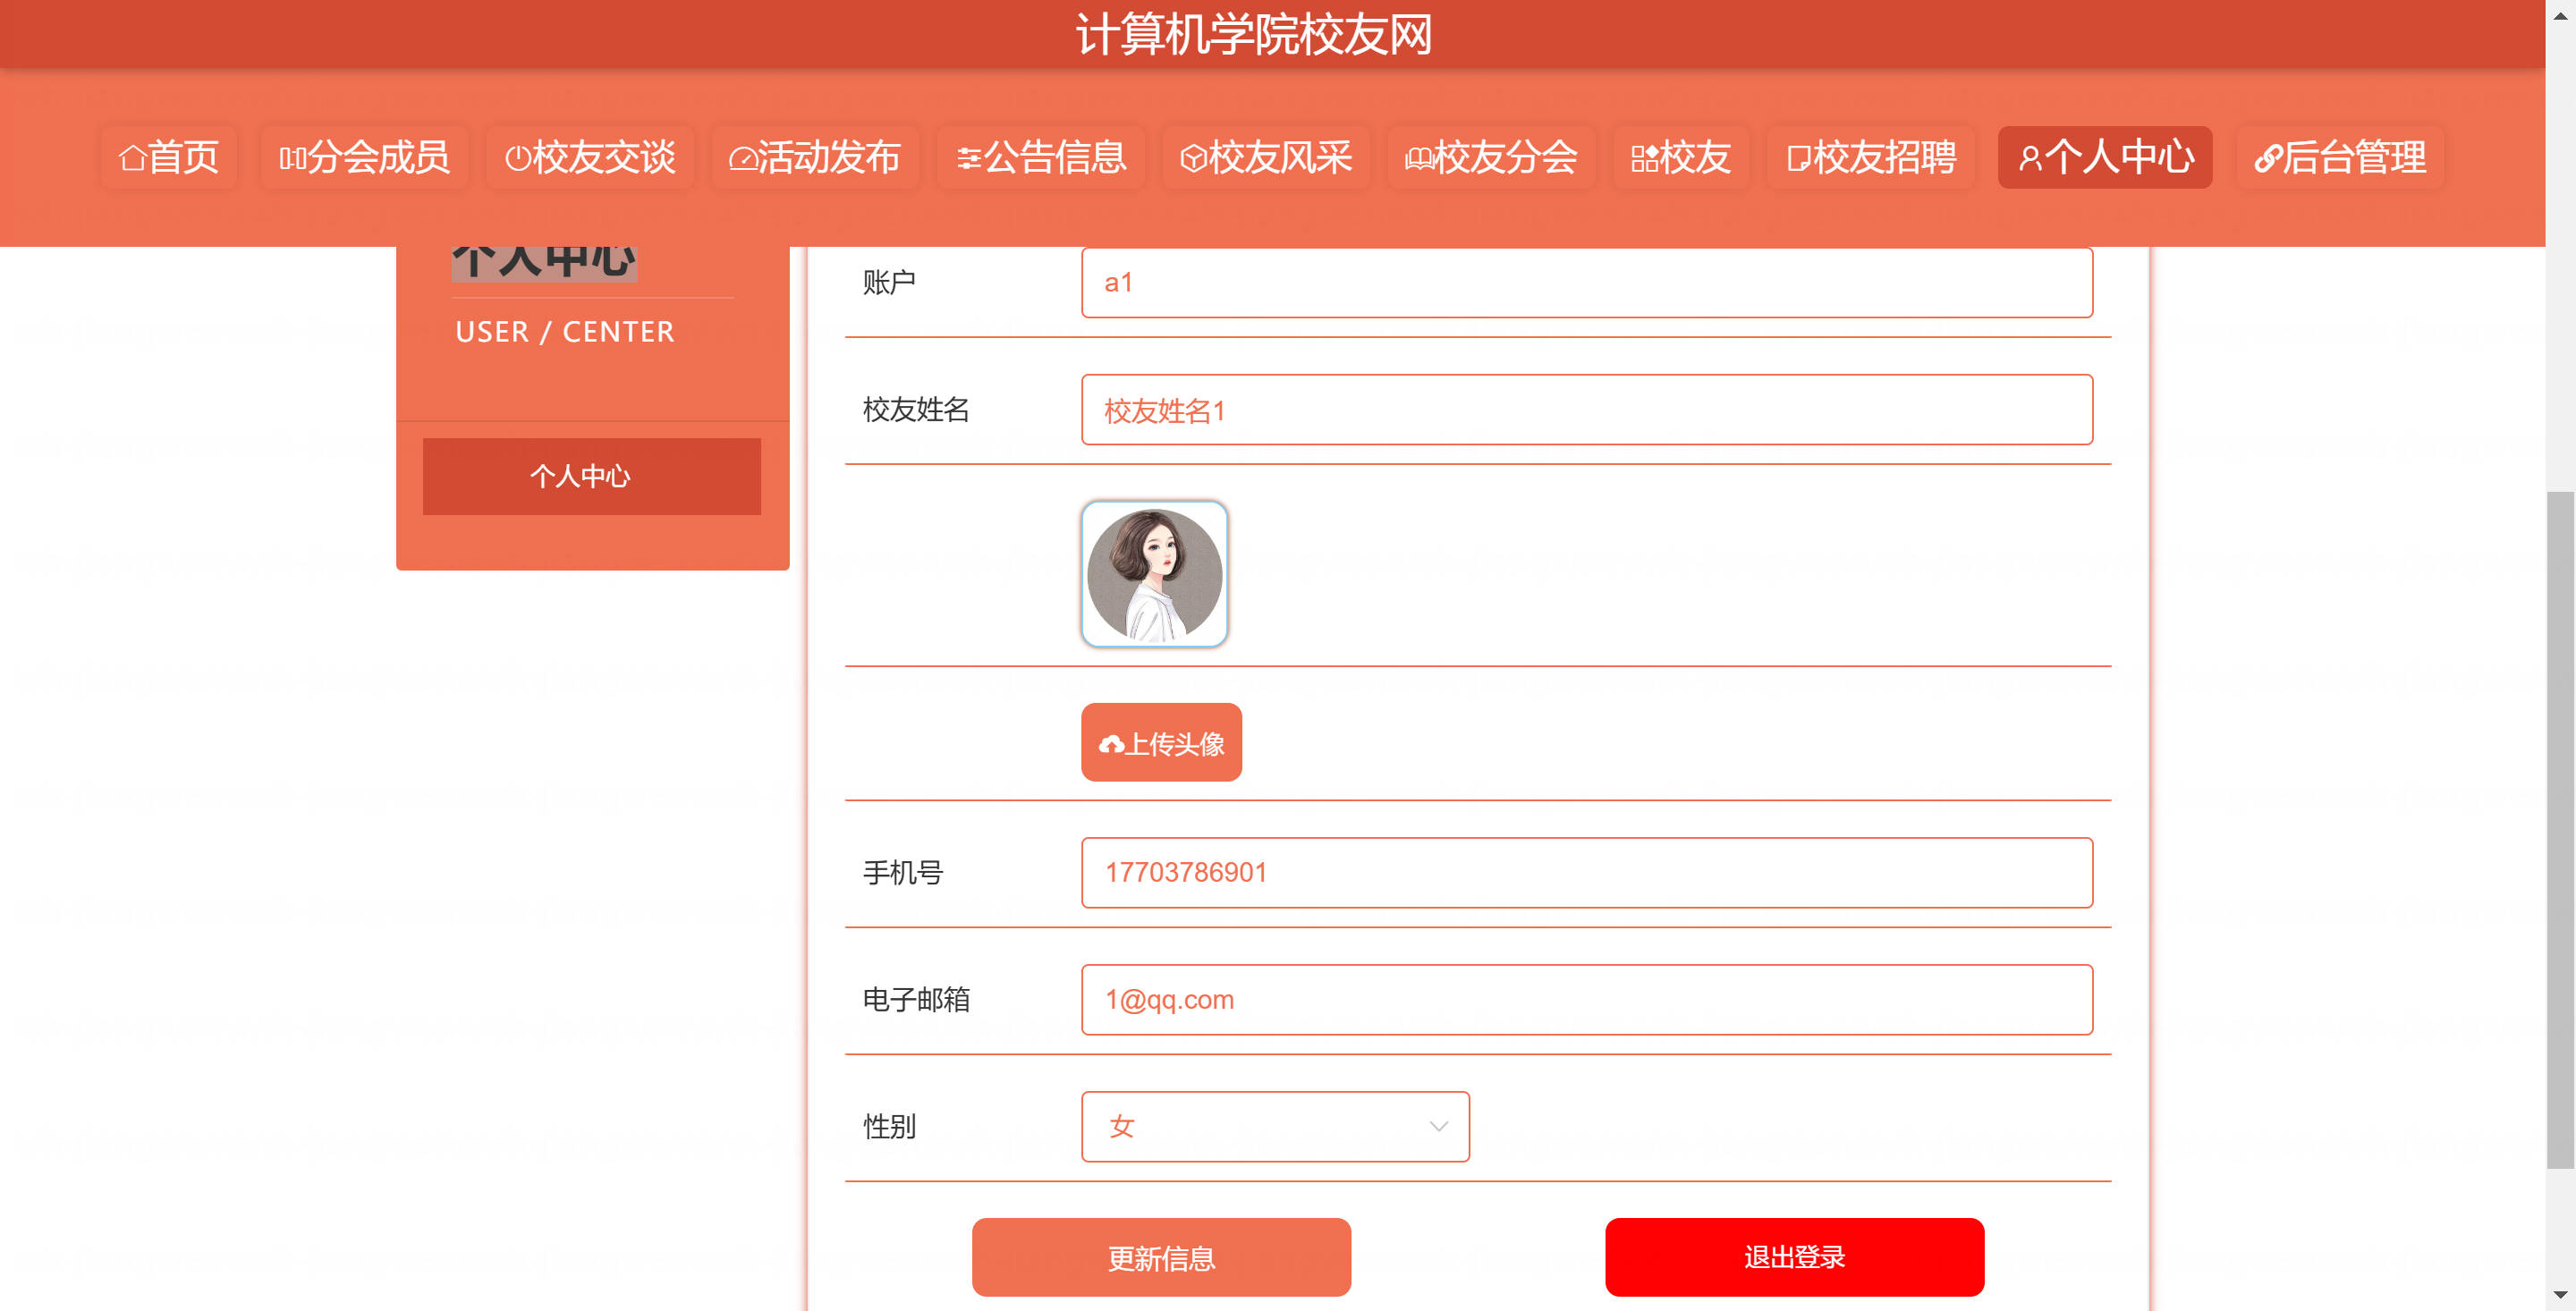 计算机学院校友网
首页 分会成员 校友交谈 活动发布 公告信息 校友风采 校友分会 校友 校友招聘 个人中心 后台管理
个人中心
USER / CENTER
个人中心
账户 a1
校友姓名 校友姓名1
上传头像
手机号 17703786901
电子邮箱 1@qq.com
性别 女
更新信息 退出登录